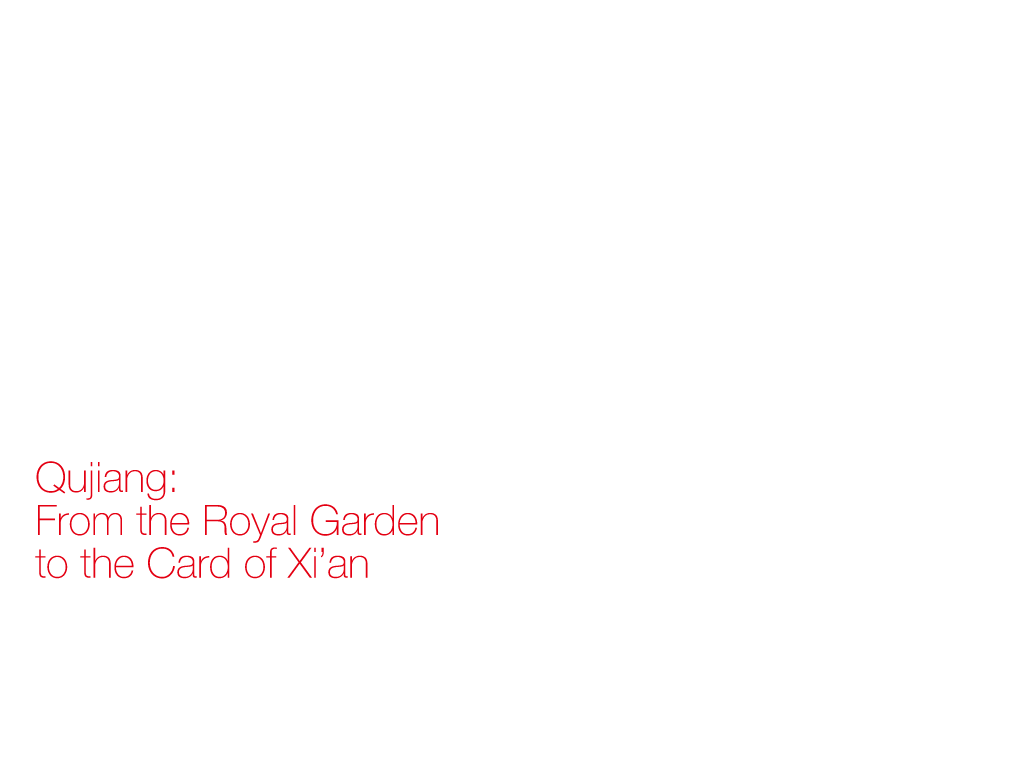 Qujiang:
From the Royal Garden
to the Card of Xi’an